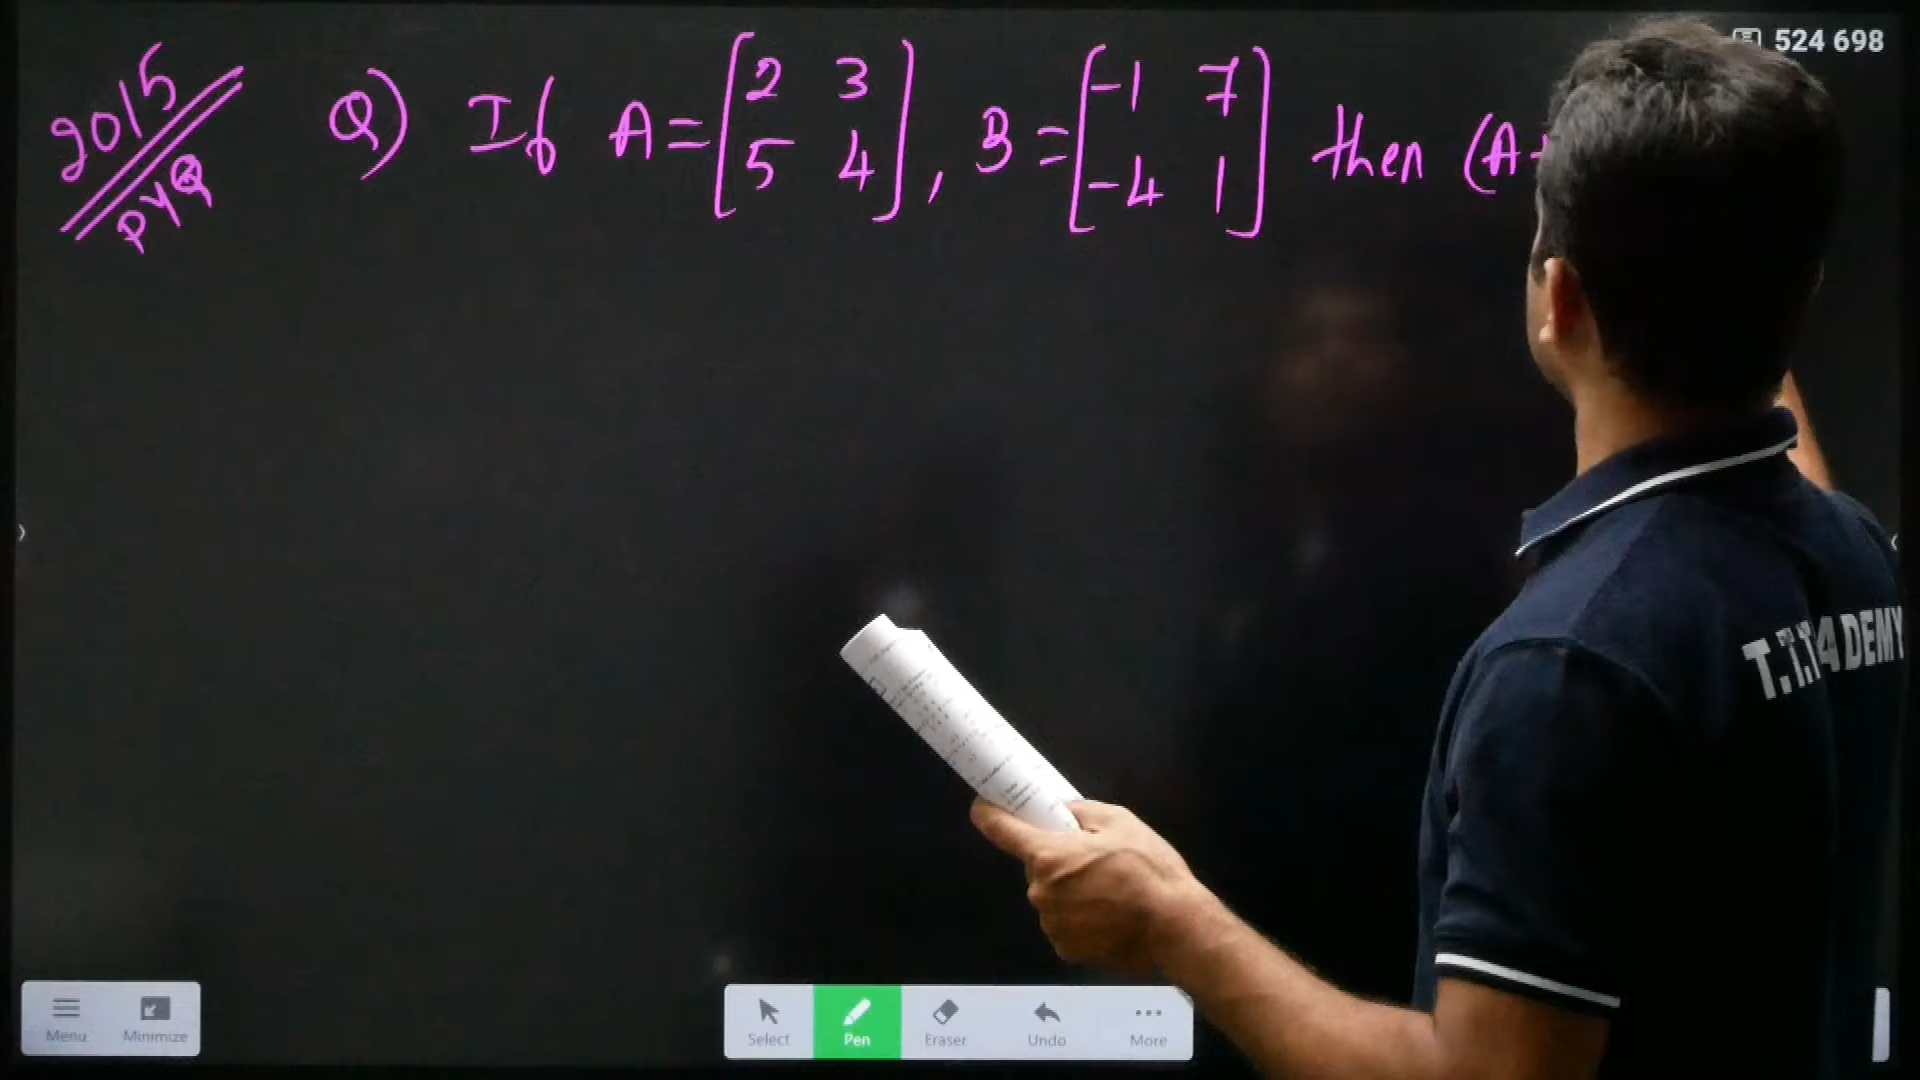 524 698
2015
PYQ
Q) If A = [2 3
5 4] , B = [-1 7
-4 1] then (A+
T.T.T A DEMY
Menu
Minimize
Select
Pen
Eraser
Undo
More